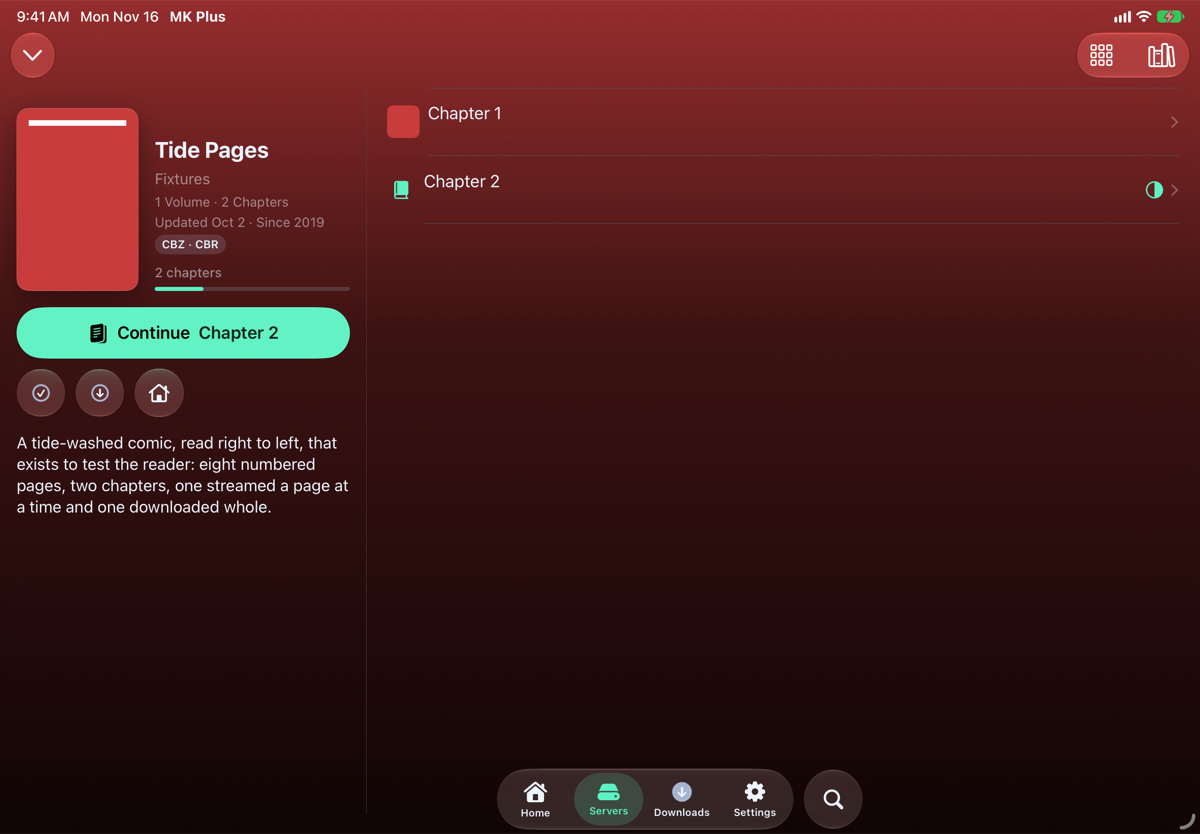 9:41 AM Mon Nov 16 MK Plus
Tide Pages
Fixtures
1 Volume · 2 Chapters
Updated Oct 2 · Since 2019
CBZ · CBR
2 chapters
Continue Chapter 2
A tide-washed comic, read right to left, that
exists to test the reader: eight numbered
pages, two chapters, one streamed a page at
a time and one downloaded whole.
Chapter 1
Chapter 2
Home
Servers
Downloads
Settings